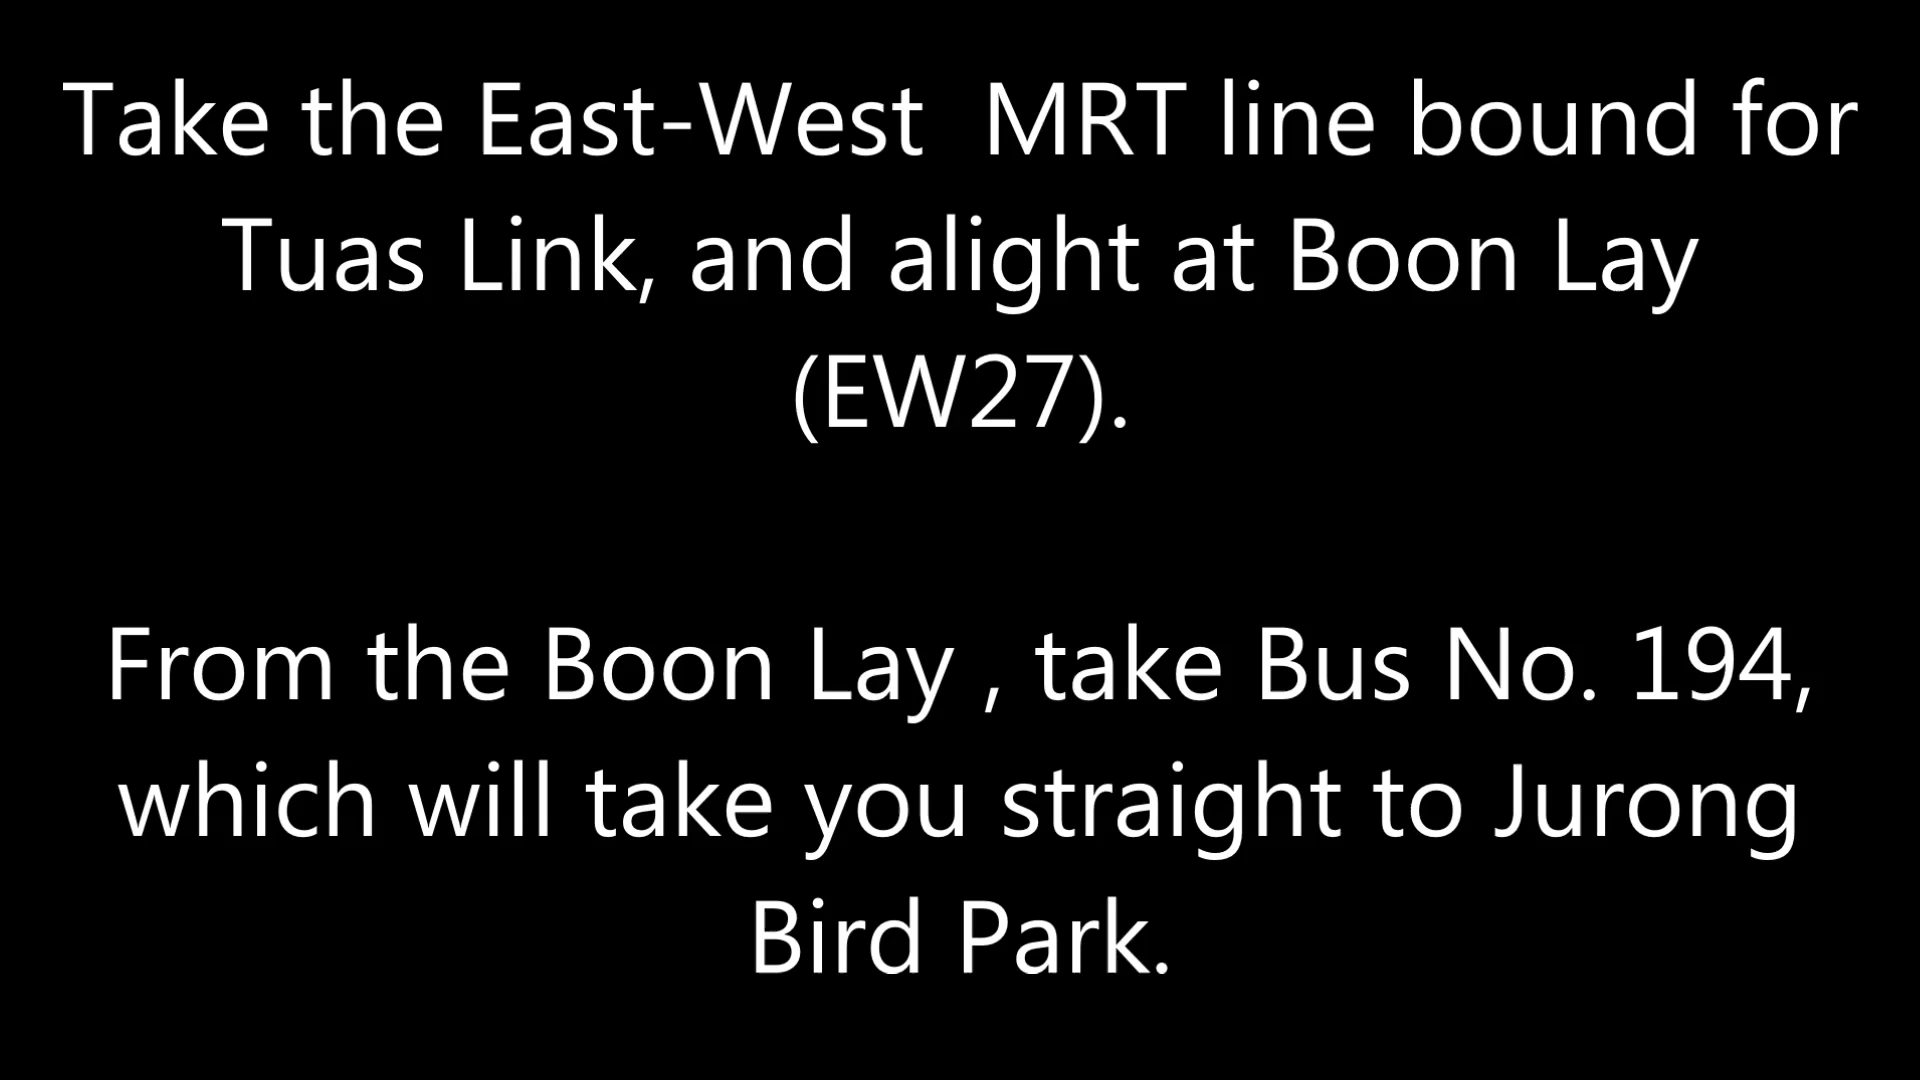 Take the East-West  MRT line bound for
Tuas Link, and alight at Boon Lay
(EW27).
From the Boon Lay , take Bus No. 194,
which will take you straight to Jurong
Bird Park.